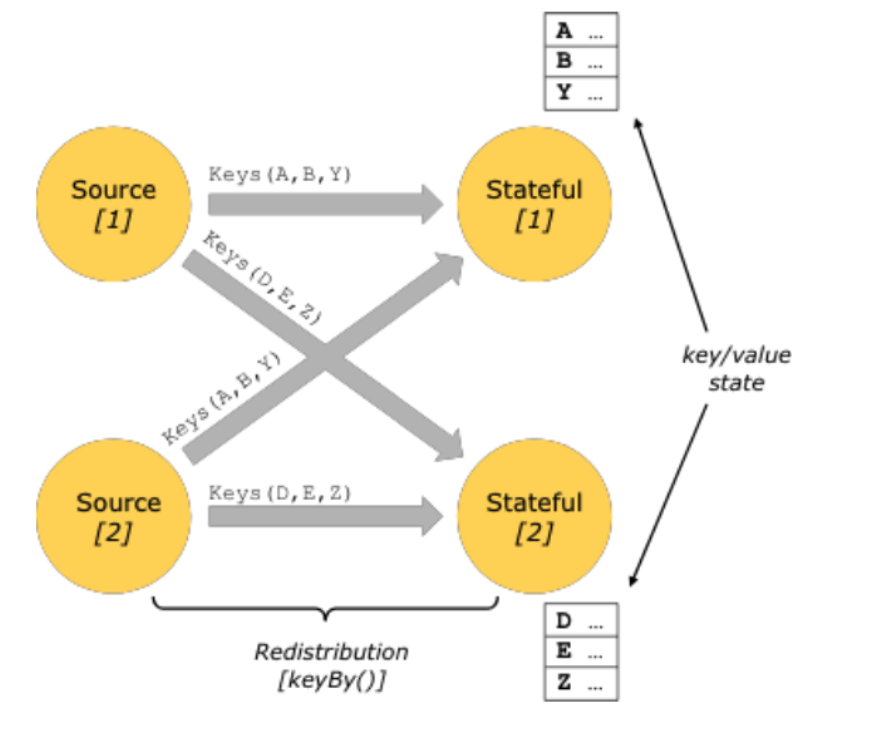 A ...
B ...
Y ...
Keys(A,B,Y)
Source
[1]
Stateful
[1]
Keys(D,E,Z)
key/value
state
Keys(A,B,Y)
Source
[2]
Keys(D,E,Z)
Stateful
[2]
D ...
E ...
Z ...
Redistribution
[keyBy()]